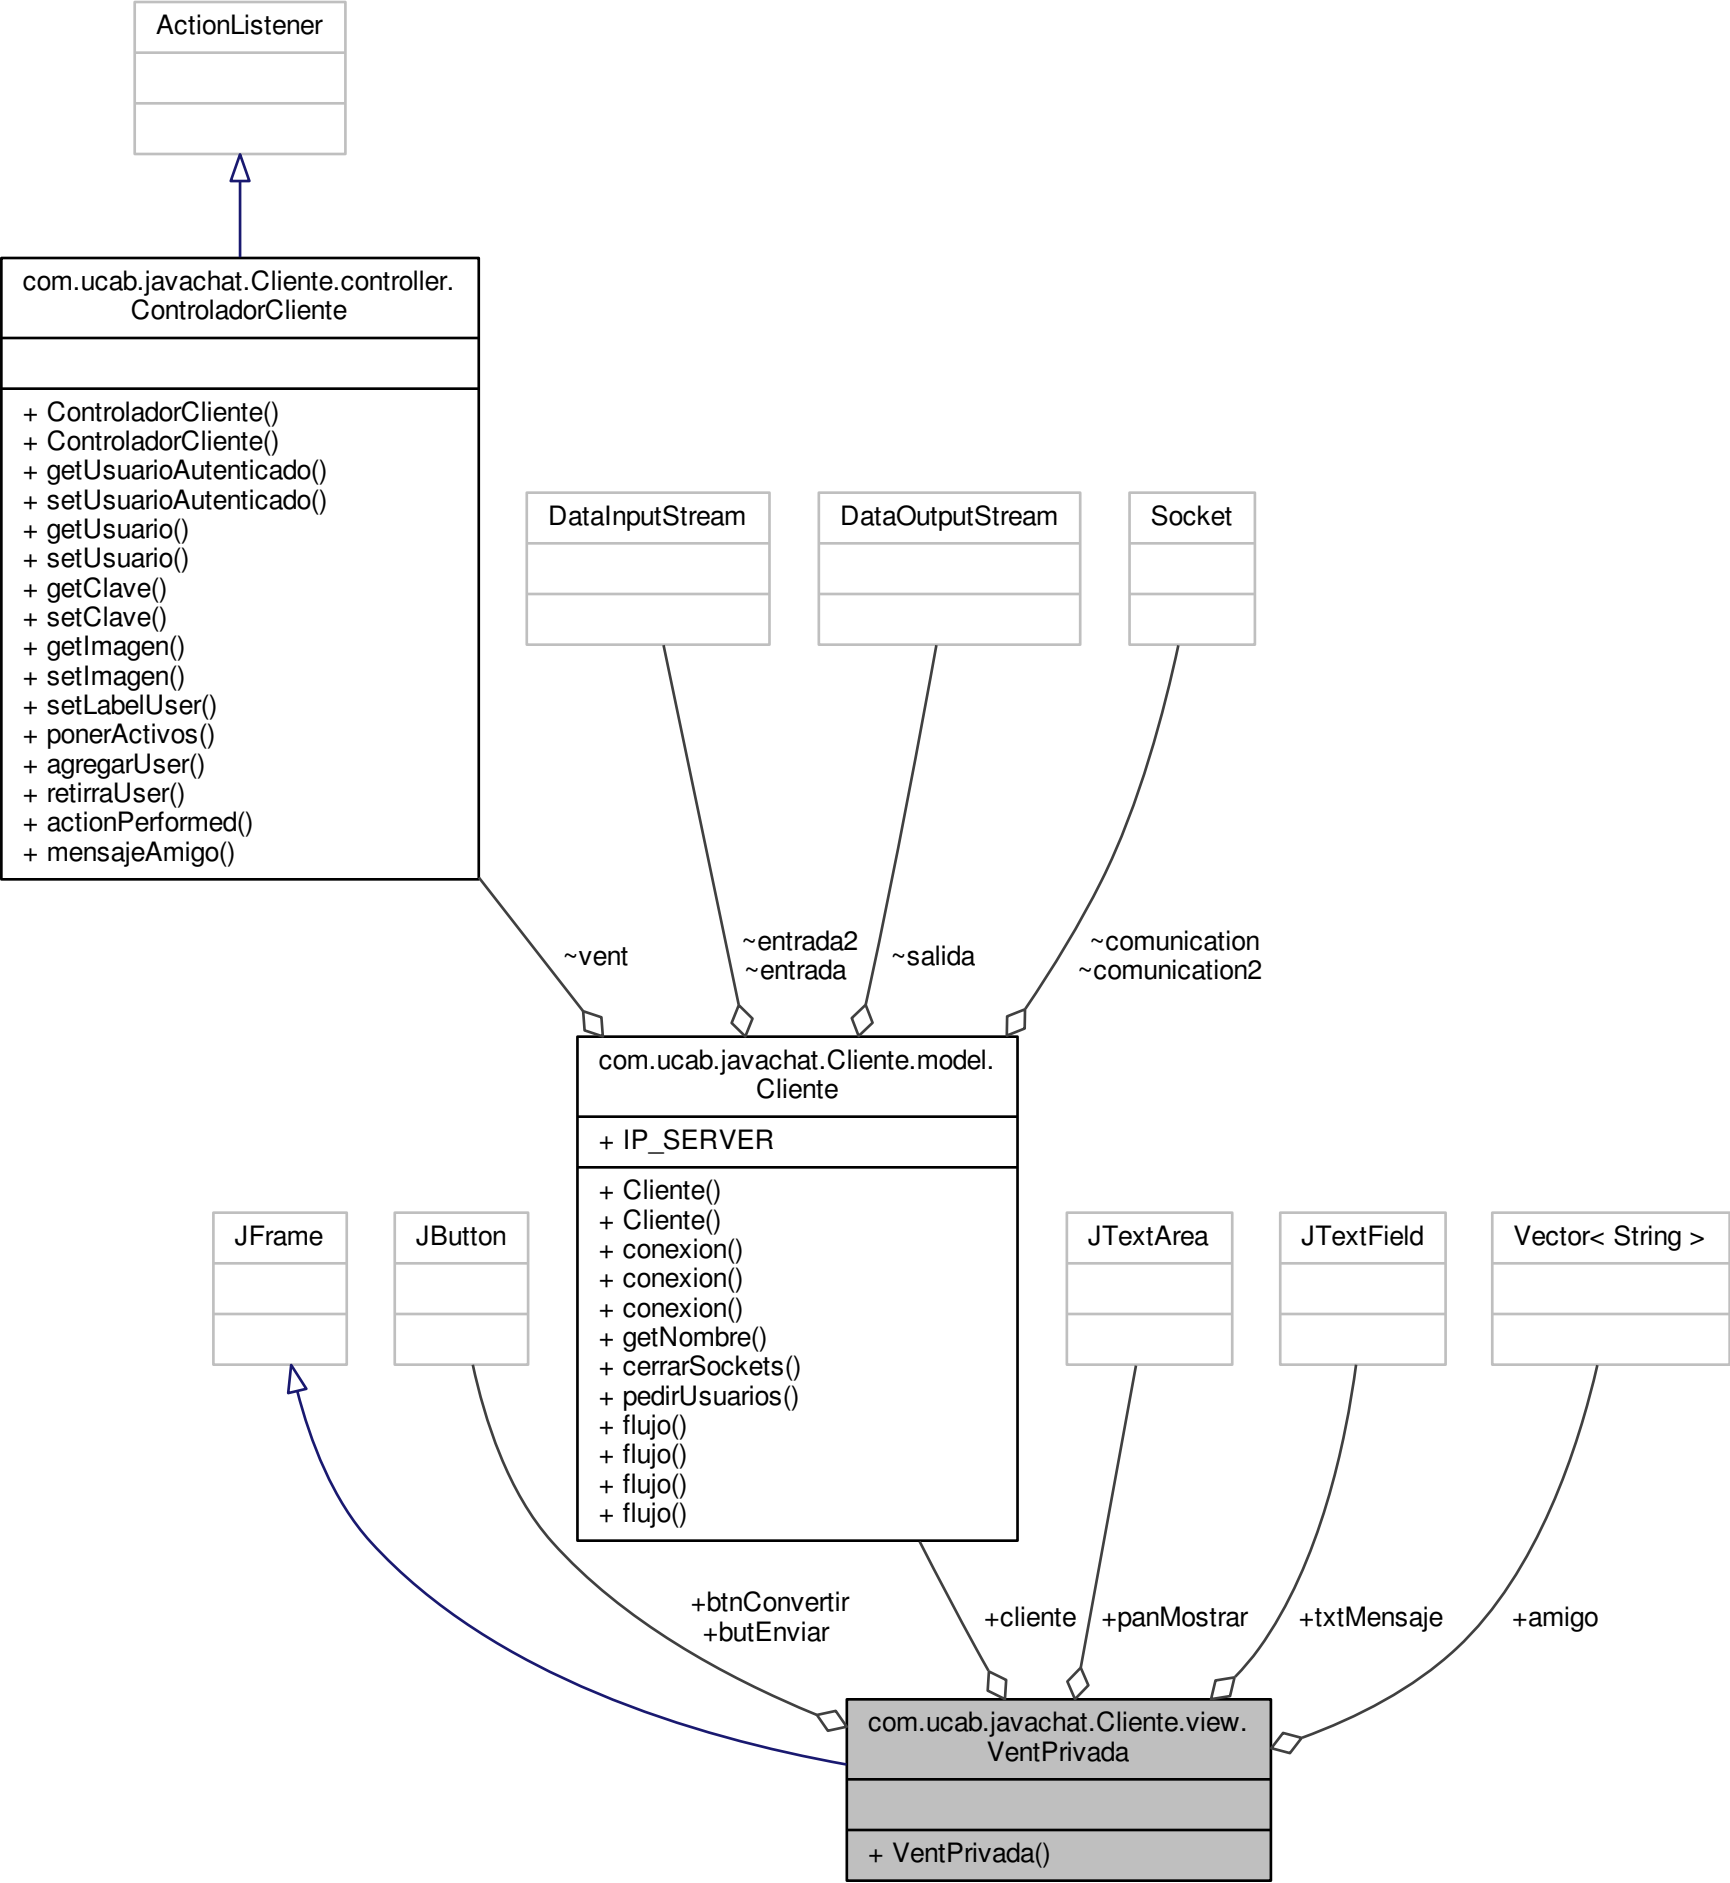 ActionListener
com.ucab.javachat.Cliente.controller.
ControladorCliente
+ ControladorCliente()
+ ControladorCliente()
+ getUsuarioAutenticado()
+ setUsuarioAutenticado()
+ getUsuario()
+ setUsuario()
+ getClave()
+ setClave()
+ getImagen()
+ setImagen()
+ setLabelUser()
+ ponerActivos()
+ agregarUser()
+ retirraUser()
+ actionPerformed()
+ mensajeAmigo()
DataInputStream
DataOutputStream
Socket
~vent
~entrada2
~entrada
~salida
~comunication
~comunication2
com.ucab.javachat.Cliente.model.
Cliente
+ IP_SERVER
+ Cliente()
+ Cliente()
+ conexion()
+ conexion()
+ conexion()
+ getNombre()
+ cerrarSockets()
+ pedirUsuarios()
+ flujo()
+ flujo()
+ flujo()
+ flujo()
JFrame
JButton
JTextArea
JTextField
Vector< String >
+btnConvertir
+butEnviar
+cliente
+panMostrar
+txtMensaje
+amigo
com.ucab.javachat.Cliente.view.
VentPrivada
+ VentPrivada()